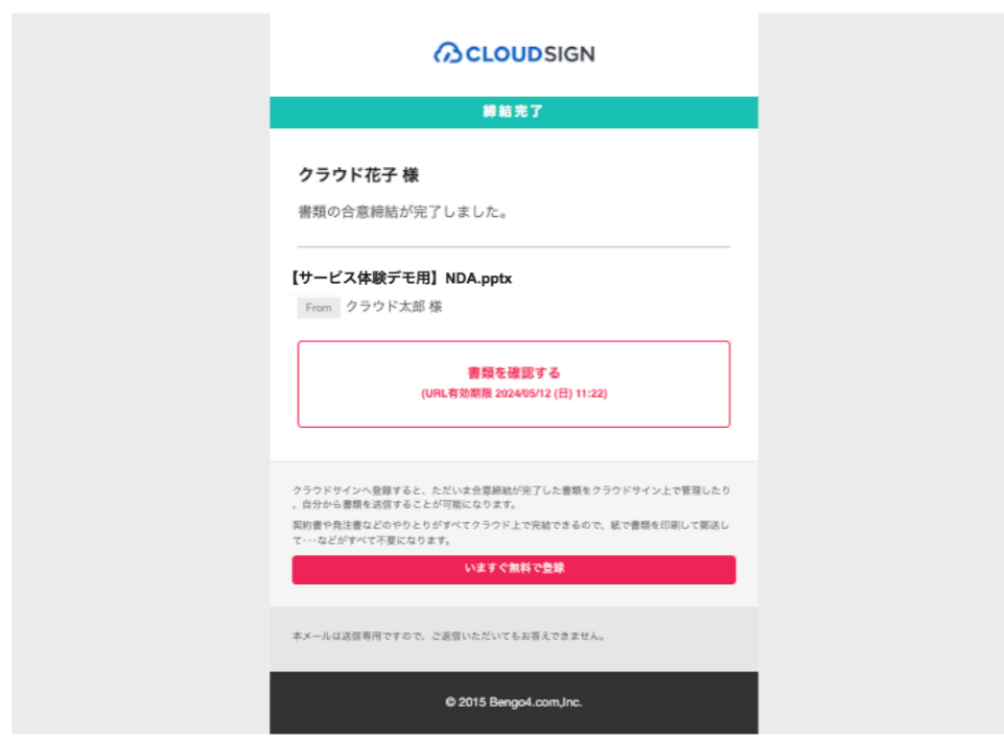 CLOUDSIGN
締結完了
クラウド花子 様
書類の合意締結が完了しました。
【サービス体験デモ用】NDA.pptx
From クラウド太郎 様
書類を確認する
(URL有効期限 2024/05/12 (日) 11:22)
クラウドサインへ登録すると、ただいま合意締結が完了した書類をクラウドサイン上で管理したり
、自分から書類を送信することが可能になります。
契約書や発注書などのやりとりがすべてクラウド上で完結できるので、紙で書類を印刷して郵送し
て･･･などがすべて不要になります。
いますぐ無料で登録
本メールは送信専用ですので、ご返信いただいてもお答えできません。
© 2015 Bengo4.com,Inc.